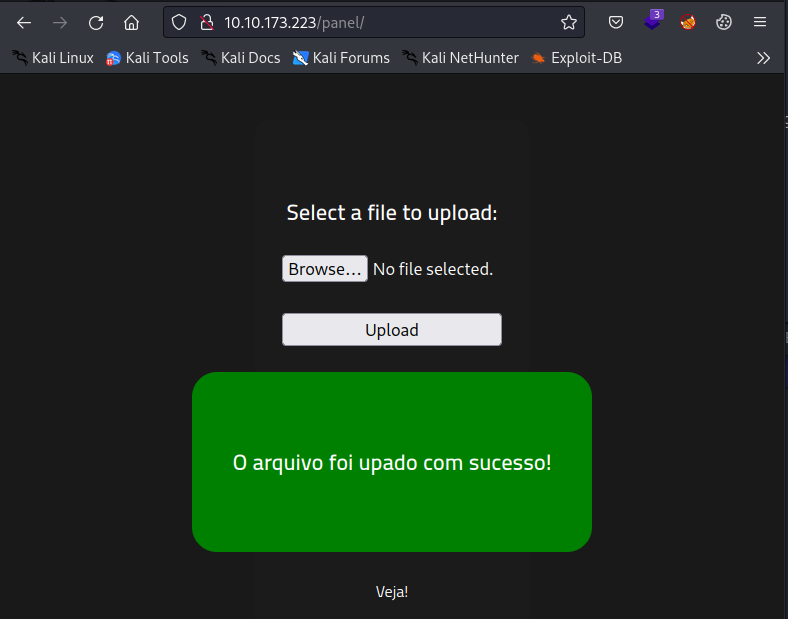 10.10.173.223/panel/
3
Kali Linux Kali Tools Kali Docs Kali Forums Kali NetHunter Exploit-DB
Select a file to upload:
Browse... No file selected.
Upload
O arquivo foi upado com sucesso!
Veja!